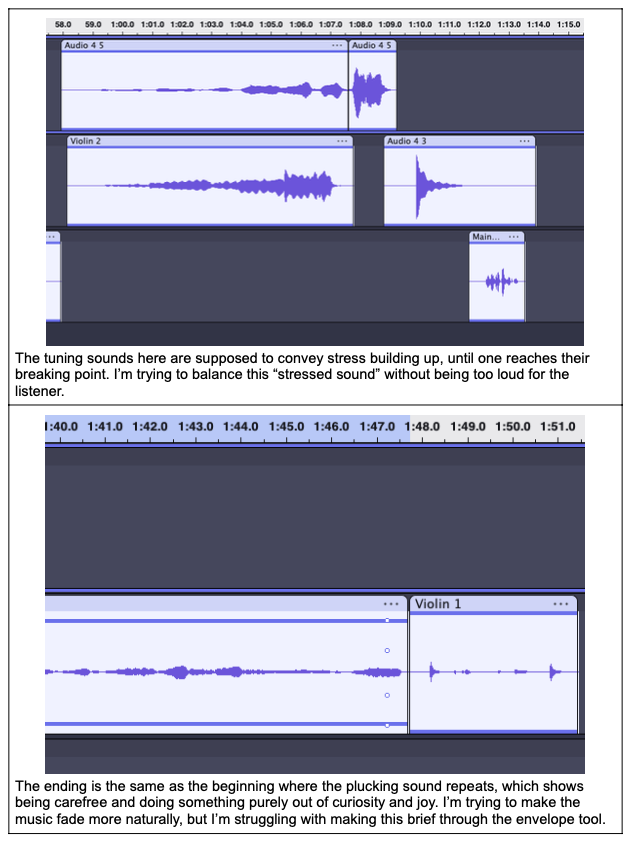 58.0 59.0 1:00.0 1:01.0 1:02.0 1:03.0 1:04.0 1:05.0 1:06.0 1:07.0 1:08.0 1:09.0 1:10.0 1:11.0 1:12.0 1:13.0 1:14.0 1:15.0
Audio 4 5 ... Audio 4 5
Violin 2 ... Audio 4 3 ...
Main... ...
The tuning sounds here are supposed to convey stress building up, until one reaches their
breaking point. I’m trying to balance this “stressed sound” without being too loud for the
listener.
1:40.0 1:41.0 1:42.0 1:43.0 1:44.0 1:45.0 1:46.0 1:47.0 1:48.0 1:49.0 1:50.0 1:51.0
... Violin 1 ...
The ending is the same as the beginning where the plucking sound repeats, which shows
being carefree and doing something purely out of curiosity and joy. I’m trying to make the
music fade more naturally, but I’m struggling with making this brief through the envelope tool.